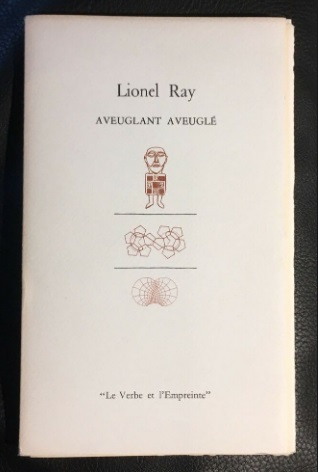 Lionel Ray
AVEUGLANT AVEUGLÉ
"Le Verbe et l'Empreinte"